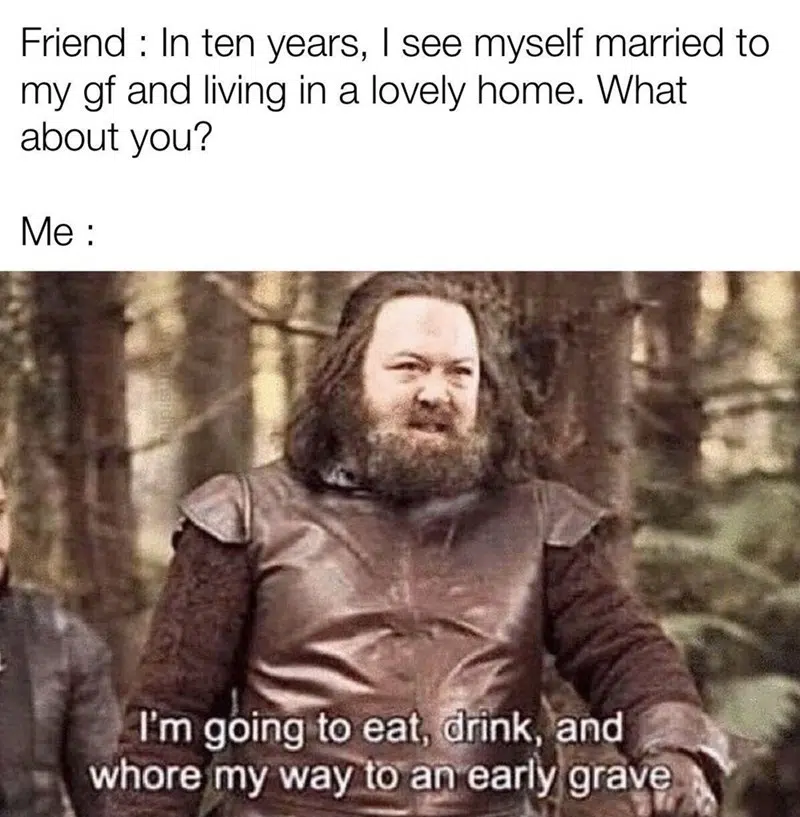 Friend : In ten years, I see myself married to
my gf and living in a lovely home. What
about you?
Me :
I'm going to eat, drink, and
whore my way to an early grave